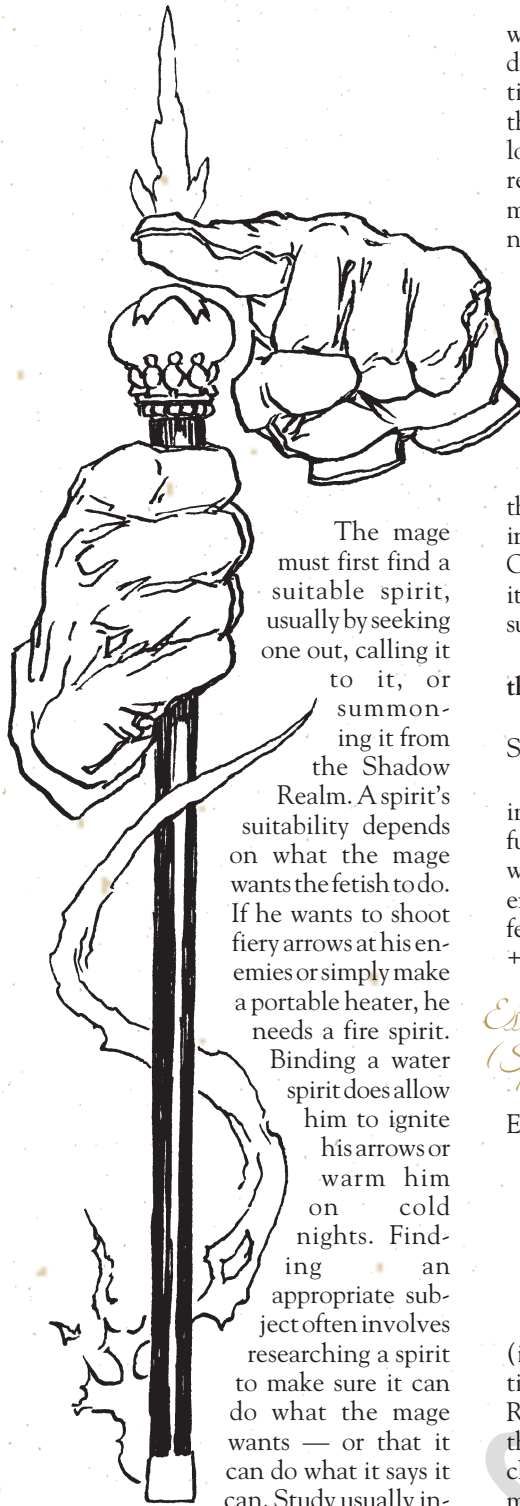 The mage
must first find a
suitable spirit,
usually by seeking
one out, calling it
to it, or
summon-
ing it from
the Shadow
Realm. A spirit's
suitability depends
on what the mage
wants the fetish to do.
If he wants to shoot
fiery arrows at his en-
emies or simply make
a portable heater, he
needs a fire spirit.
Binding a water
spirit does allow
him to ignite
his arrows or
warm him
on cold
nights. Find-
ing an
appropriate sub-
ject often involves
researching a spirit
to make sure it can
do what the mage
wants — or that it
can do what it says it
can. Study usually in-